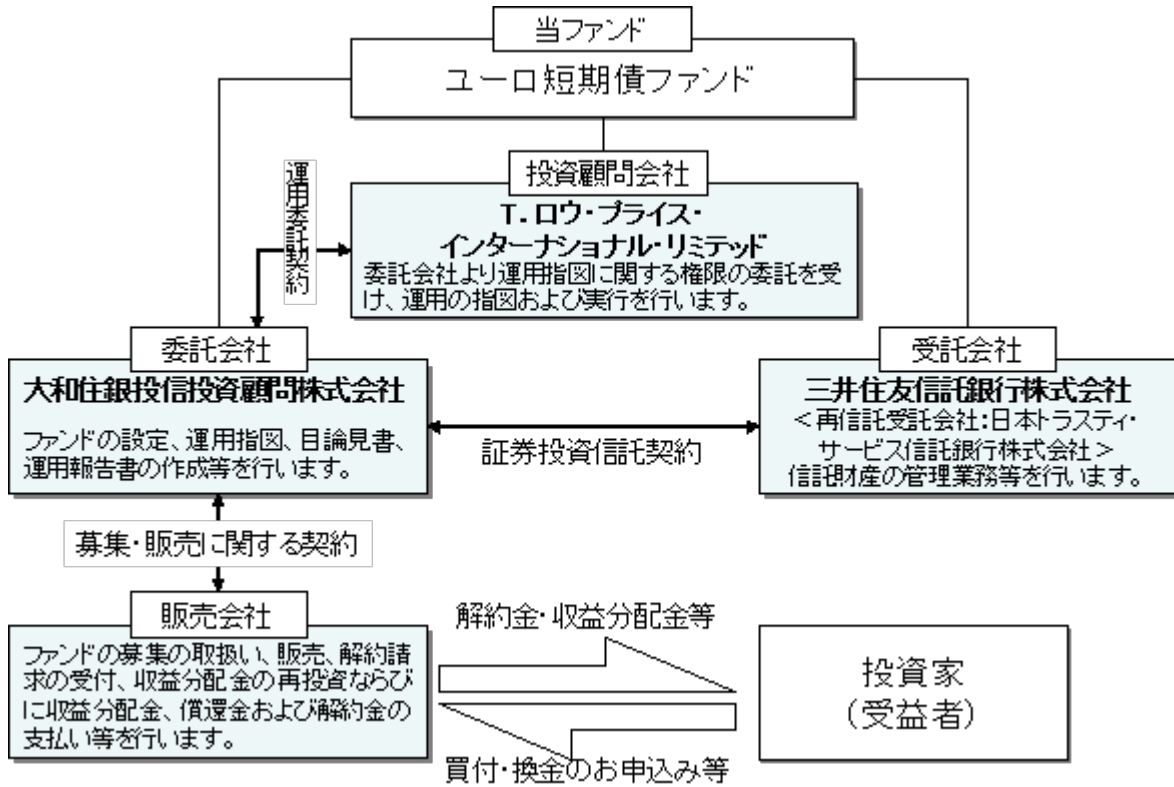 当ファンド
ユーロ短期債ファンド
運用委託契約
投資顧問会社
T.ロウ・プライス・
インターナショナル・リミテッド
委託会社より運用指図に関する権限の委託を受
け、運用の指図および実行を行います。
委託会社
大和住銀投信投資顧問株式会社
ファンドの設定、運用指図、目論見書、
運用報告書の作成等を行います。
証券投資信託契約
受託会社
三井住友信託銀行株式会社
＜再信託受託会社:日本トラスティ・
サービス信託銀行株式会社＞
信託財産の管理業務等を行います。
募集・販売に関する契約
販売会社
ファンドの募集の取扱い、販売、解約請
求の受付、収益分配金の再投資ならび
に収益分配金、償還金および解約金の
支払い等を行います。
解約金・収益分配金等
買付・換金のお申込み等
投資家
(受益者)